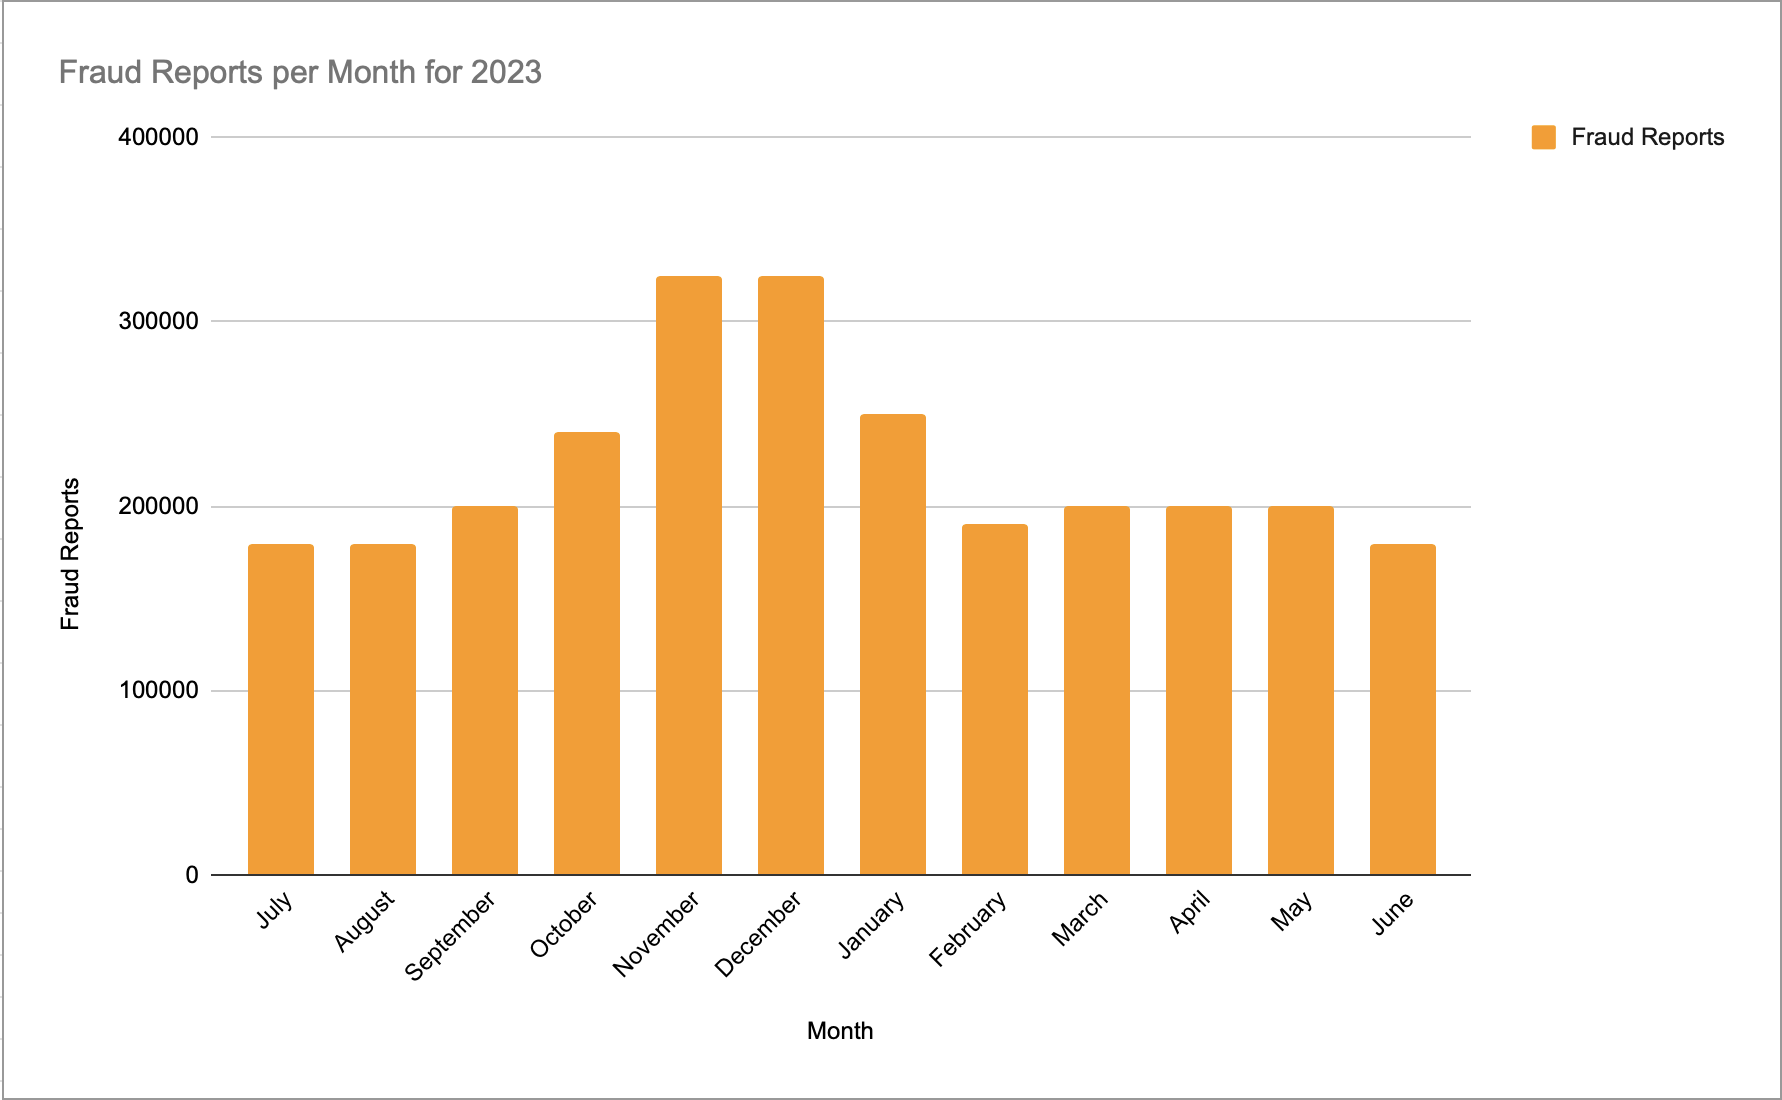 Fraud Reports per Month for 2023
Fraud Reports
400000
300000
200000
100000
0
Fraud Reports
July
August
September
October
November
December
January
February
March
April
May
June
Month